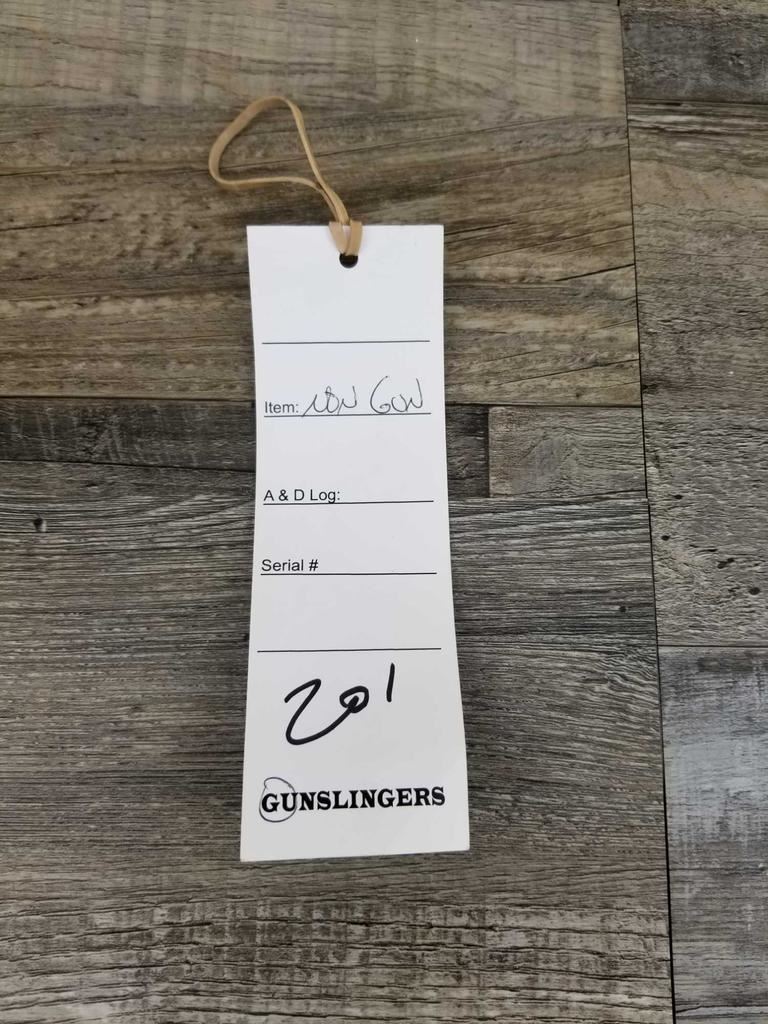 Item: NON GUN
A & D Log:
Serial #
201
GUNSLINGERS